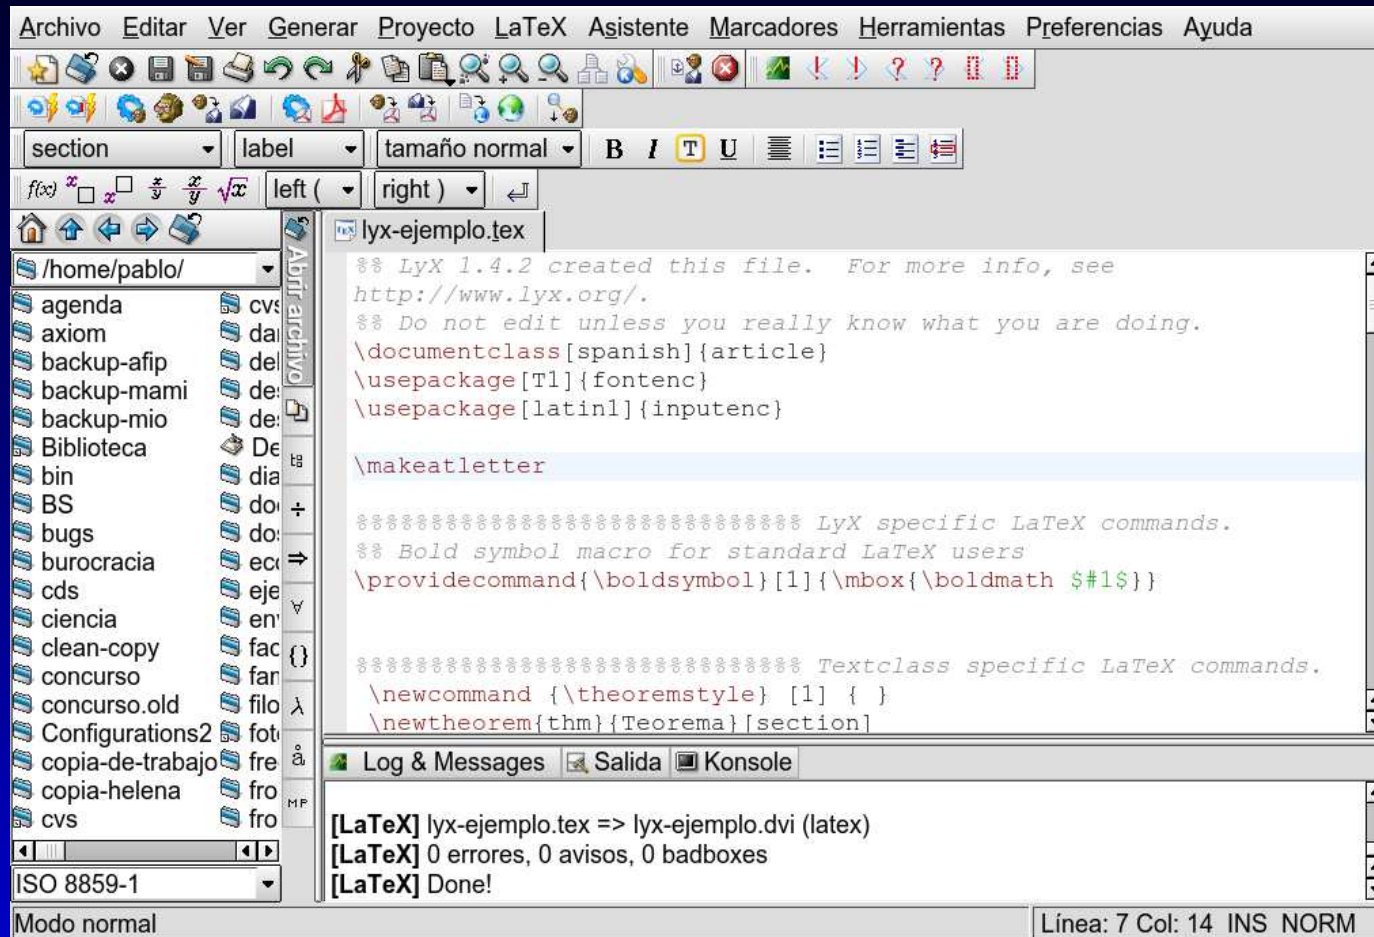 Archivo Editar Ver Generar Proyecto LaTeX Asistente Marcadores Herramientas Preferencias Ayuda
section label tamaño normal B I T U
f(x) x x x/y x/y √x left ( right )
/home/pablo/
Abrir archivo
agenda cvs
axiom
backup-afip
backup-mami
backup-mio
Biblioteca
bin
BS
bugs
burocracia
cds
ciencia
clean-copy
concurso
concurso.old
Configurations2
copia-de-trabajo
copia-helena
cvs
ISO 8859-1
÷
⇒
∀
{}
λ
å
MP
lyx-ejemplo.tex
%% LyX 1.4.2 created this file. For more info, see
http://www.lyx.org/.
%% Do not edit unless you really know what you are doing.
\documentclass[spanish]{article}
\usepackage[T1]{fontenc}
\usepackage[latin1]{inputenc}
\makeatletter
%%%%%%%%%%%%%%%%%%%%%%%%%%%%%% LyX specific LaTeX commands.
%% Bold symbol macro for standard LaTeX users
\providecommand{\boldsymbol}[1]{\mbox{\boldmath $#1$}}
%%%%%%%%%%%%%%%%%%%%%%%%%%%%%% Textclass specific LaTeX commands.
\newcommand {\theoremstyle} [1] { }
\newtheorem{thm}{Teorema}[section]
Log & Messages Salida Konsole
[LaTeX] lyx-ejemplo.tex => lyx-ejemplo.dvi (latex)
[LaTeX] 0 errores, 0 avisos, 0 badboxes
[LaTeX] Done!
Modo normal Línea: 7 Col: 14 INS NORM